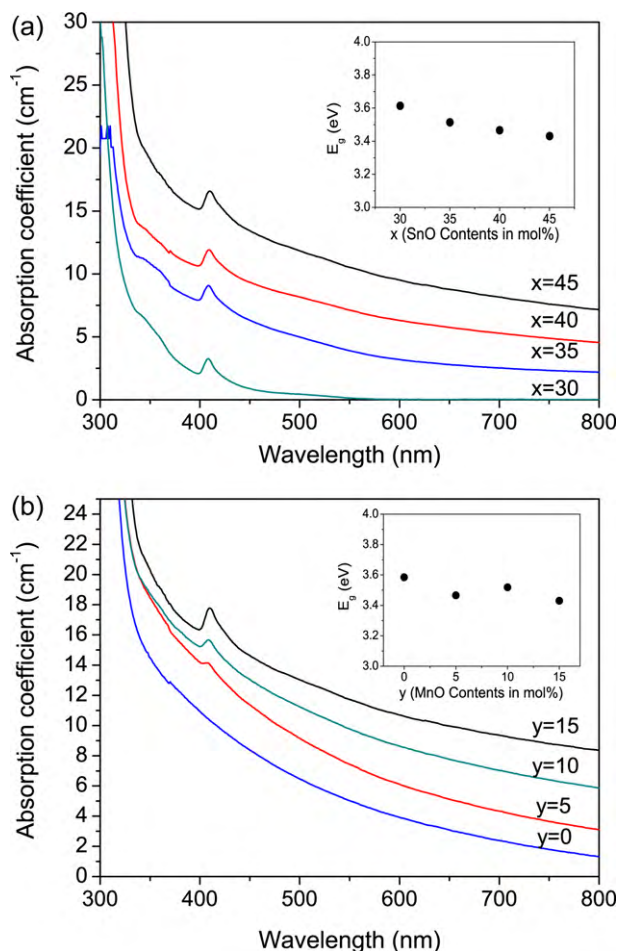 (a)
30
25
20
15
10
5
0
Absorption coefficient (cm⁻¹)
300 400 500 600 700 800
Wavelength (nm)
4.0
3.8
3.6
3.4
3.2
3.0
E_g (eV)
30 35 40 45
x (SnO Contents in mol%)
x=45
x=40
x=35
x=30
(b)
24
22
20
18
16
14
12
10
8
6
4
2
0
Absorption coefficient (cm⁻¹)
300 400 500 600 700 800
Wavelength (nm)
4.0
3.8
3.6
3.4
3.2
3.0
E_g (eV)
0 5 10 15
y (MnO Contents in mol%)
y=15
y=10
y=5
y=0